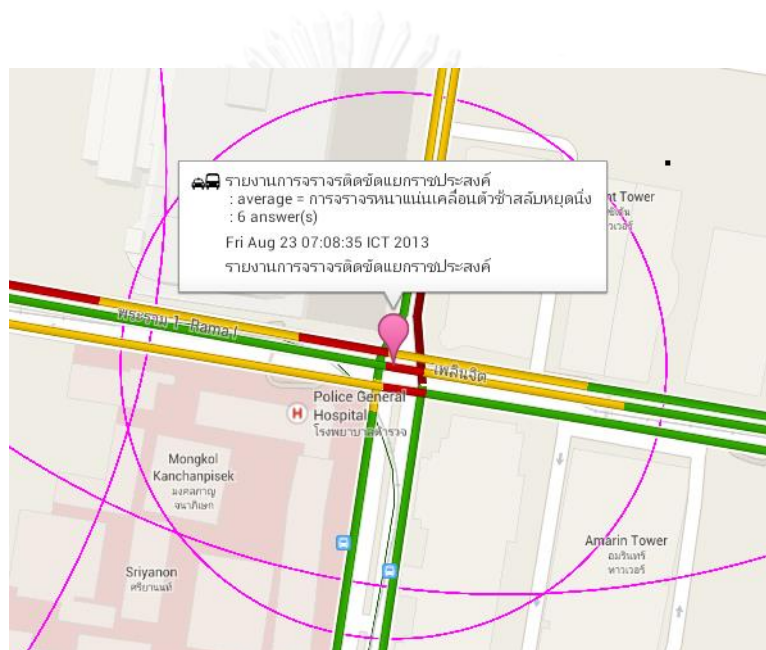 รายงานการจราจรติดขัดแยกราชประสงค์
: average = การจราจรหนาแน่นเคลื่อนตัวช้าสลับหยุดนิ่ง
: 6 answer(s)
Fri Aug 23 07:08:35 ICT 2013
รายงานการจราจรติดขัดแยกราชประสงค์
nt Tower
ทาวเวอร์
พระราม 1 - Rama I
เพลินจิต
Police General
Hospital
โรงพยาบาลตำรวจ
H
Mongkol
Kanchanpisek
มงคลกาญ
จนาภิเษก
Sriyanon
ศรียานนท์
Amarin Tower
อมรินทร์
ทาวเวอร์